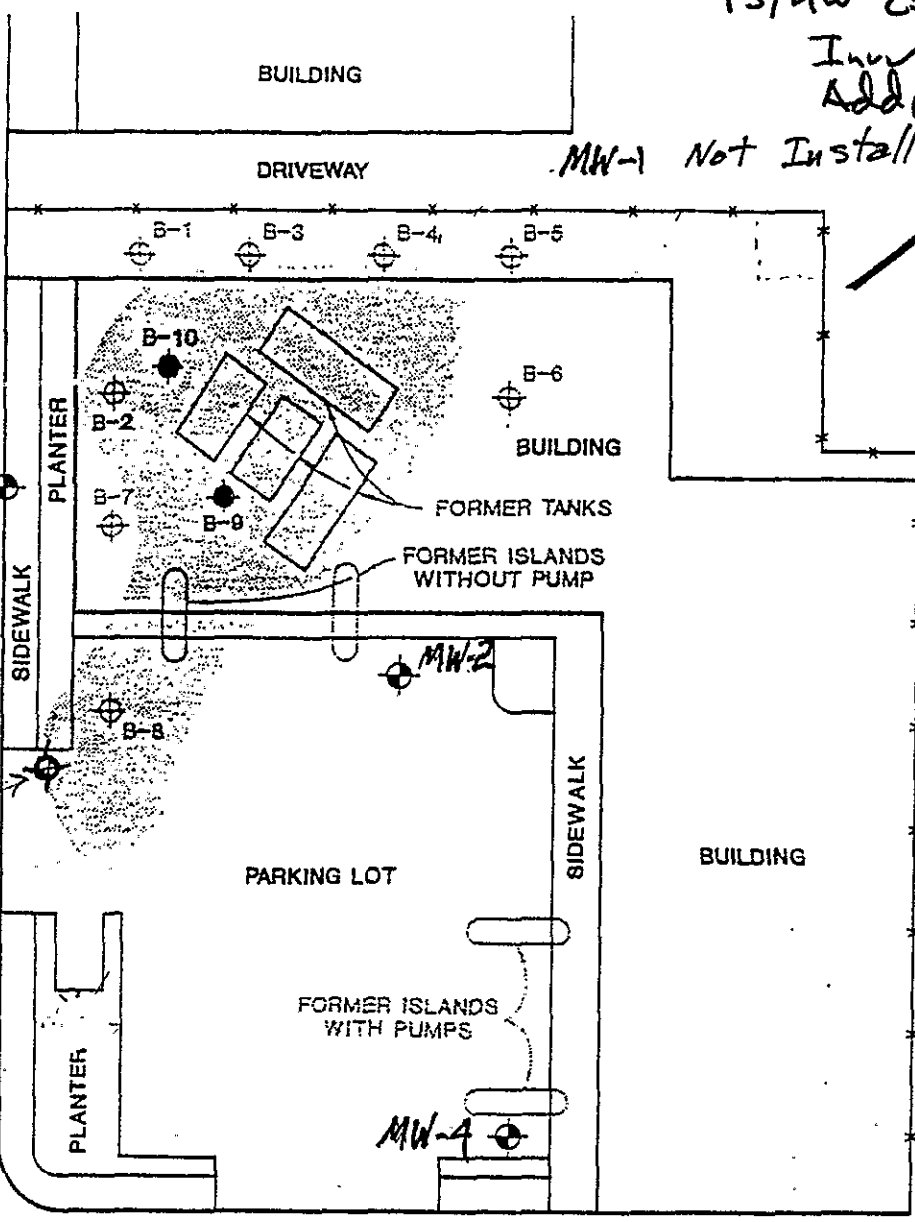 BUILDING
DRIVEWAY
MW-1 Not Install
B-1
B-3
B-4
B-5
B-10
B-2
B-6
PLANTER
BUILDING
B-7
B-9
FORMER TANKS
FORMER ISLANDS
WITHOUT PUMP
SIDEWALK
MW-2
B-8
SIDEWALK
PARKING LOT
BUILDING
FORMER ISLANDS
WITH PUMPS
PLANTER
MW-4